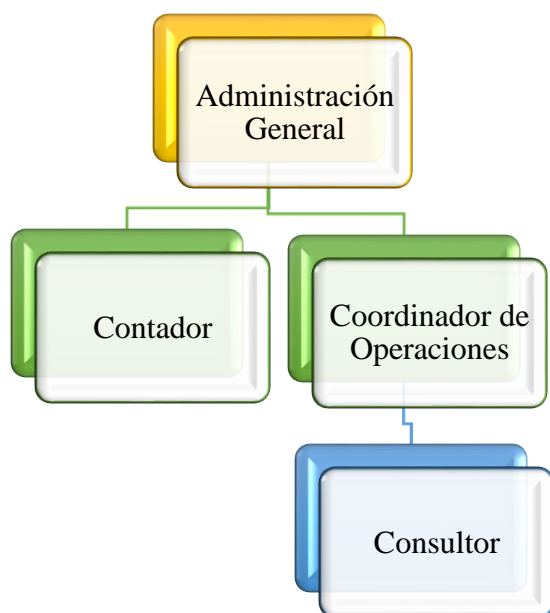 Administración
General
Contador
Coordinador de
Operaciones
Consultor